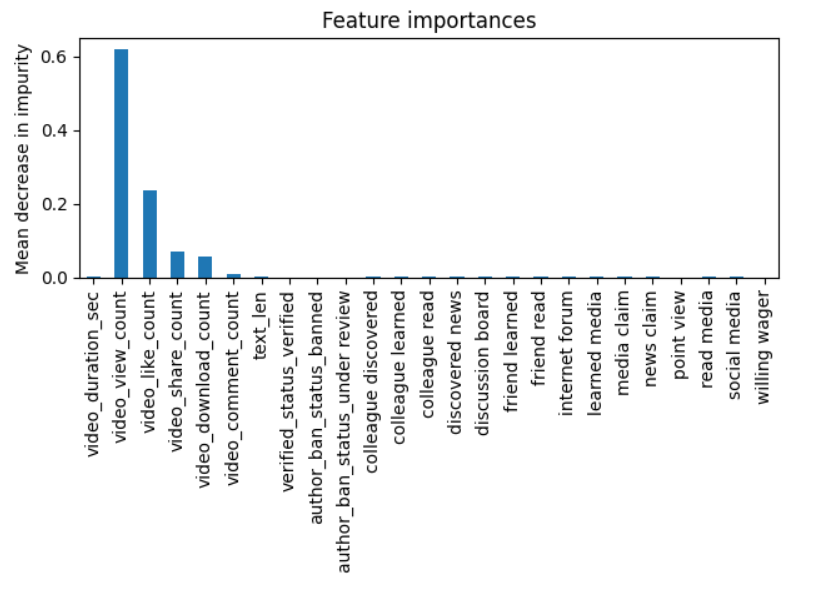 Feature importances
Mean decrease in impurity
0.6
0.4
0.2
0.0
video_duration_sec
video_view_count
video_like_count
video_share_count
video_download_count
video_comment_count
text_len
verified_status_verified
author_ban_status_banned
author_ban_status_under review
colleague discovered
colleague learned
colleague read
discovered news
discussion board
friend learned
friend read
internet forum
learned media
media claim
news claim
point view
read media
social media
willing wager